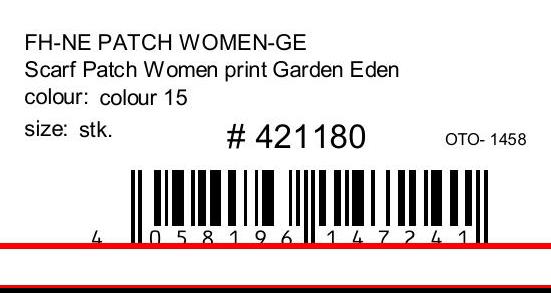 FH-NE PATCH WOMEN-GE
Scarf Patch Women print Garden Eden
colour: colour 15
size: stk.
# 421180
OTO- 1458
4 058196 147241